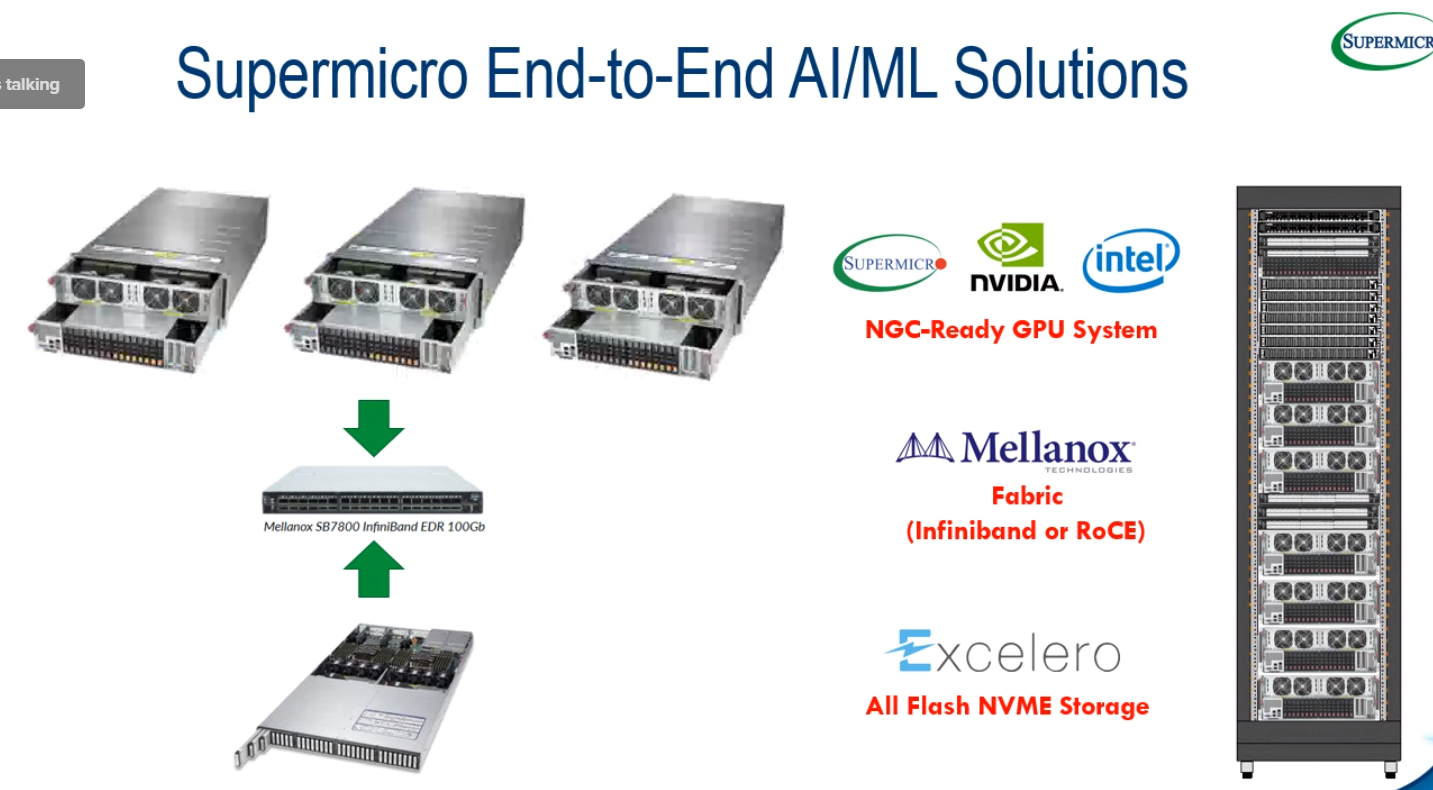 SUPERMICR
s talking
Supermicro End-to-End AI/ML Solutions
SUPERMICR
NVIDIA.
intel
NGC-Ready GPU System
Mellanox
TECHNOLOGIES
Mellanox SB7800 InfiniBand EDR 100Gb
Fabric
(Infiniband or RoCE)
Excelero
All Flash NVME Storage